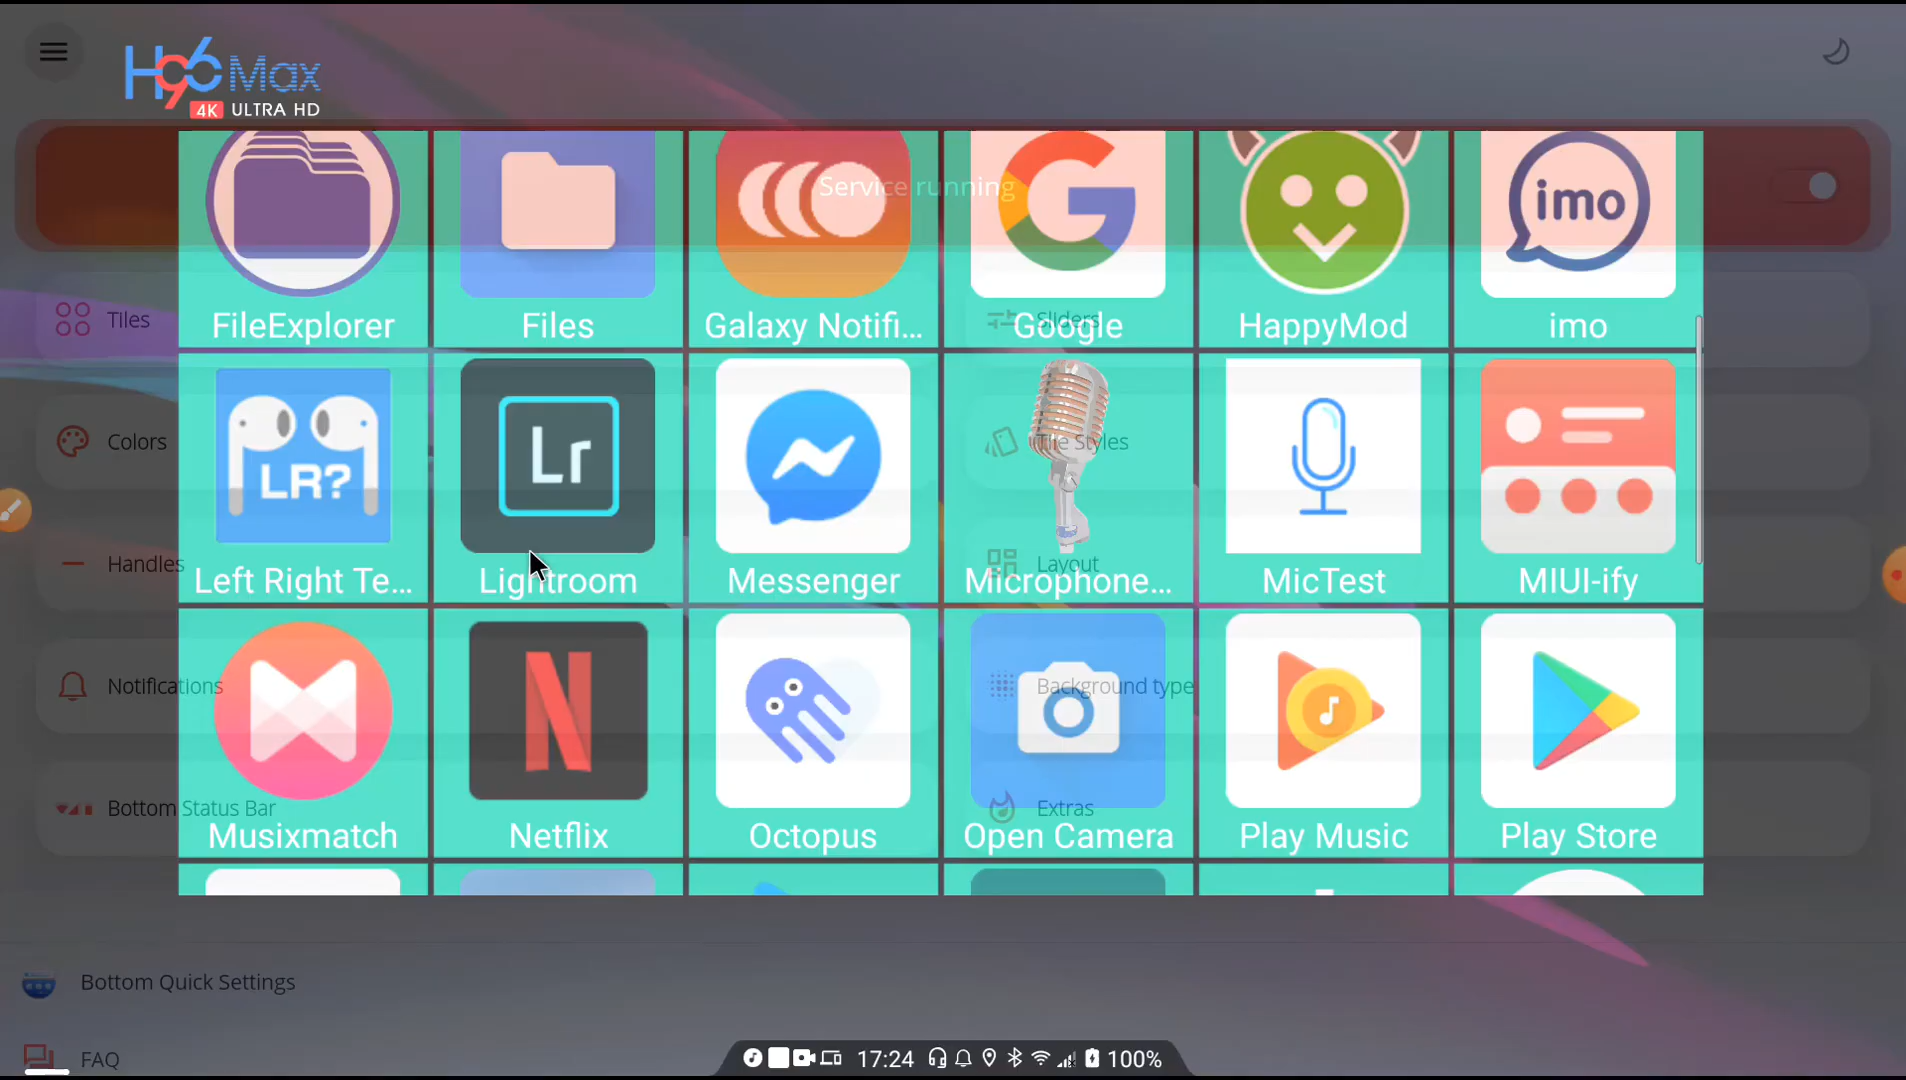 H96 Max
4K ULTRA HD
Service running
imo
FileExplorer
Files
Galaxy Notifi...
Google
HappyMod
imo
Tiles
Sliders
LR?
Lr
Colors
Tile Styles
Left Right Te...
Lightroom
Messenger
Microphone...
MicTest
MIUI-ify
Handles
Layout
N
Notifications
Background type
Musixmatch
Netflix
Octopus
Open Camera
Play Music
Play Store
Bottom Status Bar
Extras
Bottom Quick Settings
FAQ
17:24
100%